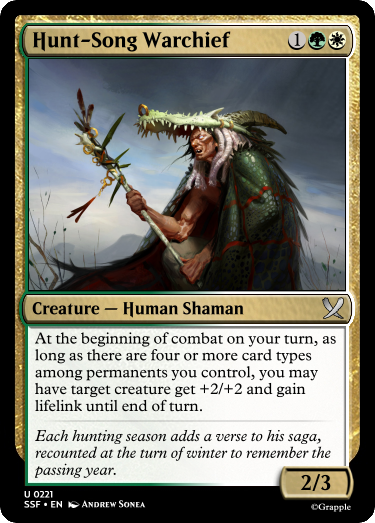 Hunt-Song Warchief 1
Creature — Human Shaman
At the beginning of combat on your turn, as
long as there are four or more card types
among permanents you control, you may
have target creature get +2/+2 and gain
lifelink until end of turn.
Each hunting season adds a verse to his saga,
recounted at the turn of winter to remember the
passing year.
2/3
U 0221
SSF • EN Andrew Sonea
©Grapple